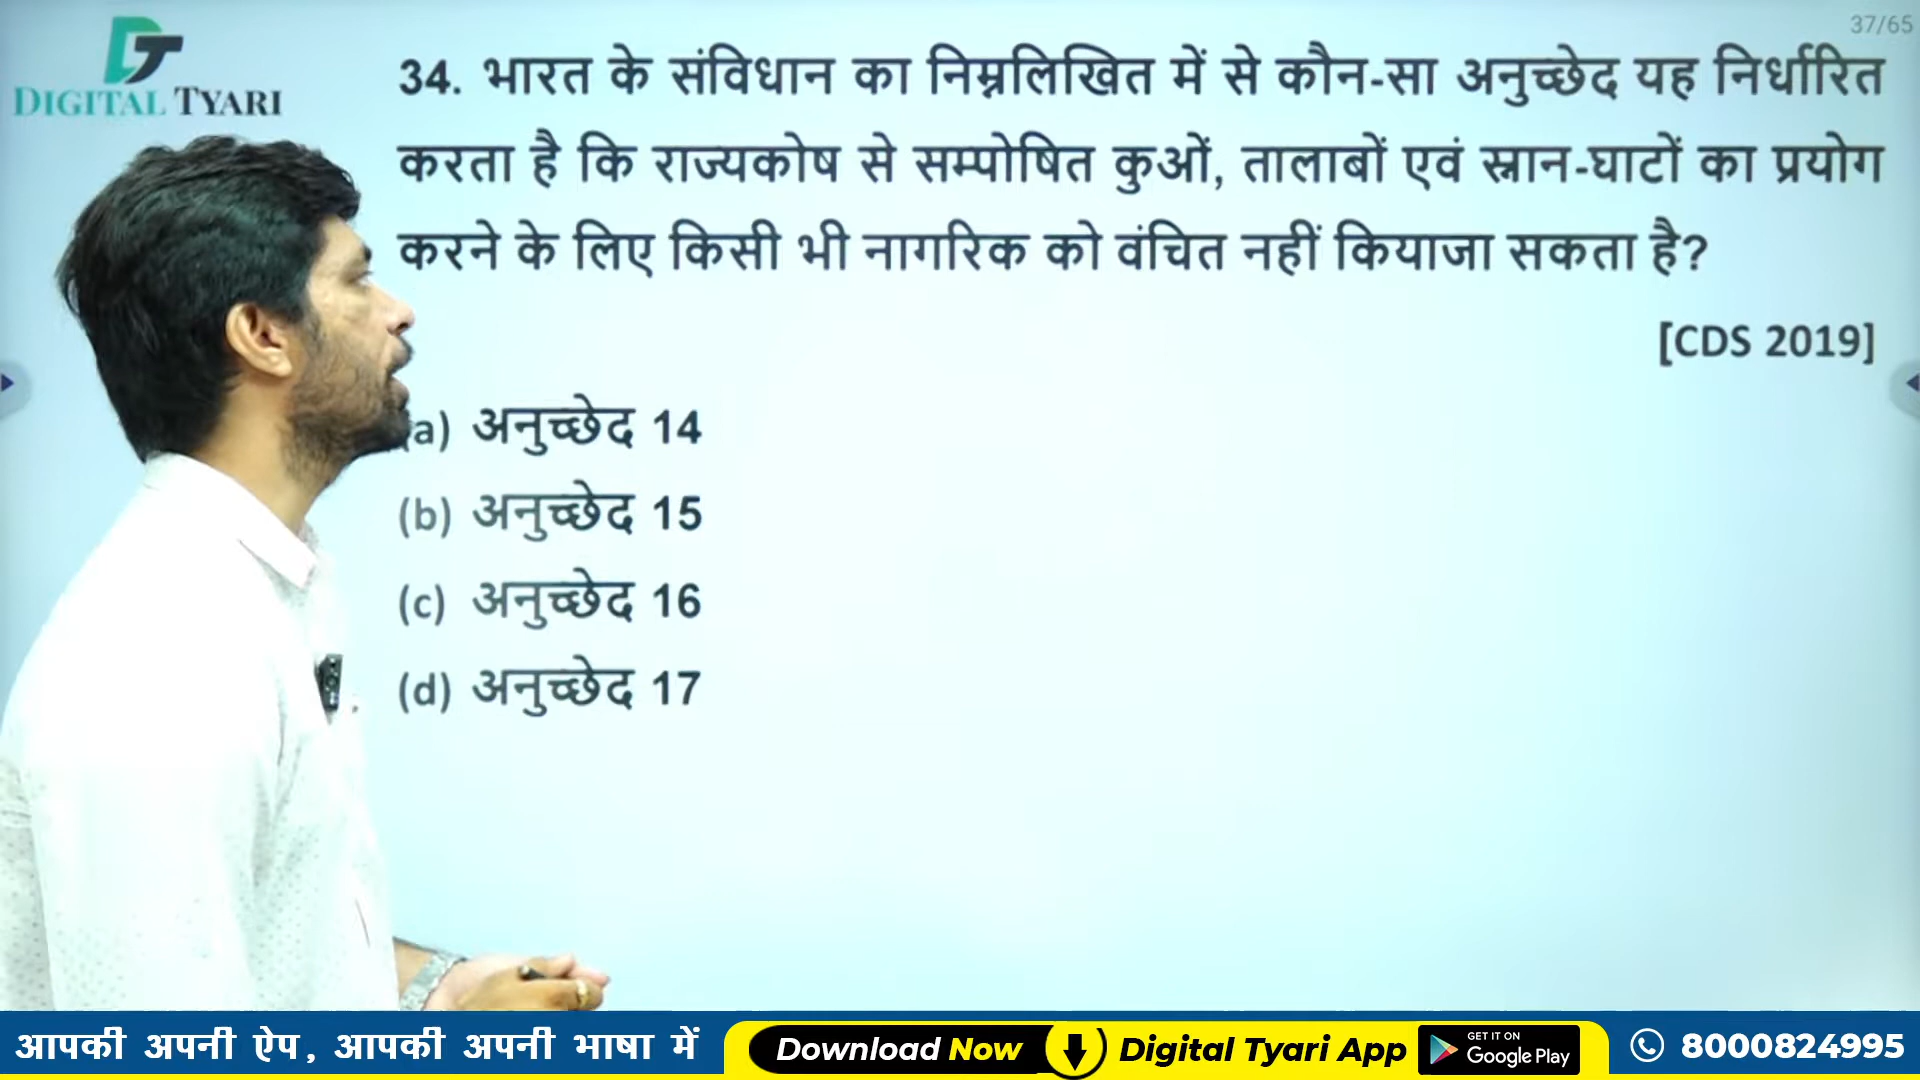 37/65
DIGITAL TYARI
34. भारत के संविधान का निम्नलिखित में से कौन-सा अनुच्छेद यह निर्धारित
करता है कि राज्यकोष से सम्पोषित कुओं, तालाबों एवं स्नान-घाटों का प्रयोग
करने के लिए किसी भी नागरिक को वंचित नहीं कियाजा सकता है?
[CDS 2019]
(a) अनुच्छेद 14
(b) अनुच्छेद 15
(c) अनुच्छेद 16
(d) अनुच्छेद 17
आपकी अपनी ऐप, आपकी अपनी भाषा में Download Now Digital Tyari App GET IT ON Google Play 8000824995